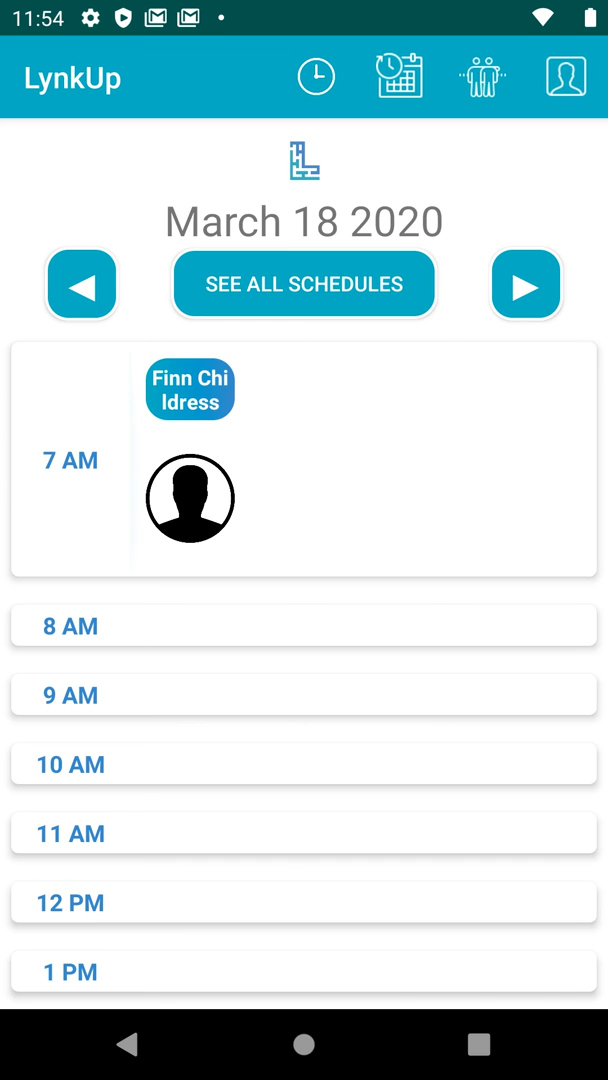 11:54
LynkUp
March 18 2020
SEE ALL SCHEDULES
7 AM
Finn Chi
ldress
8 AM
9 AM
10 AM
11 AM
12 PM
1 PM